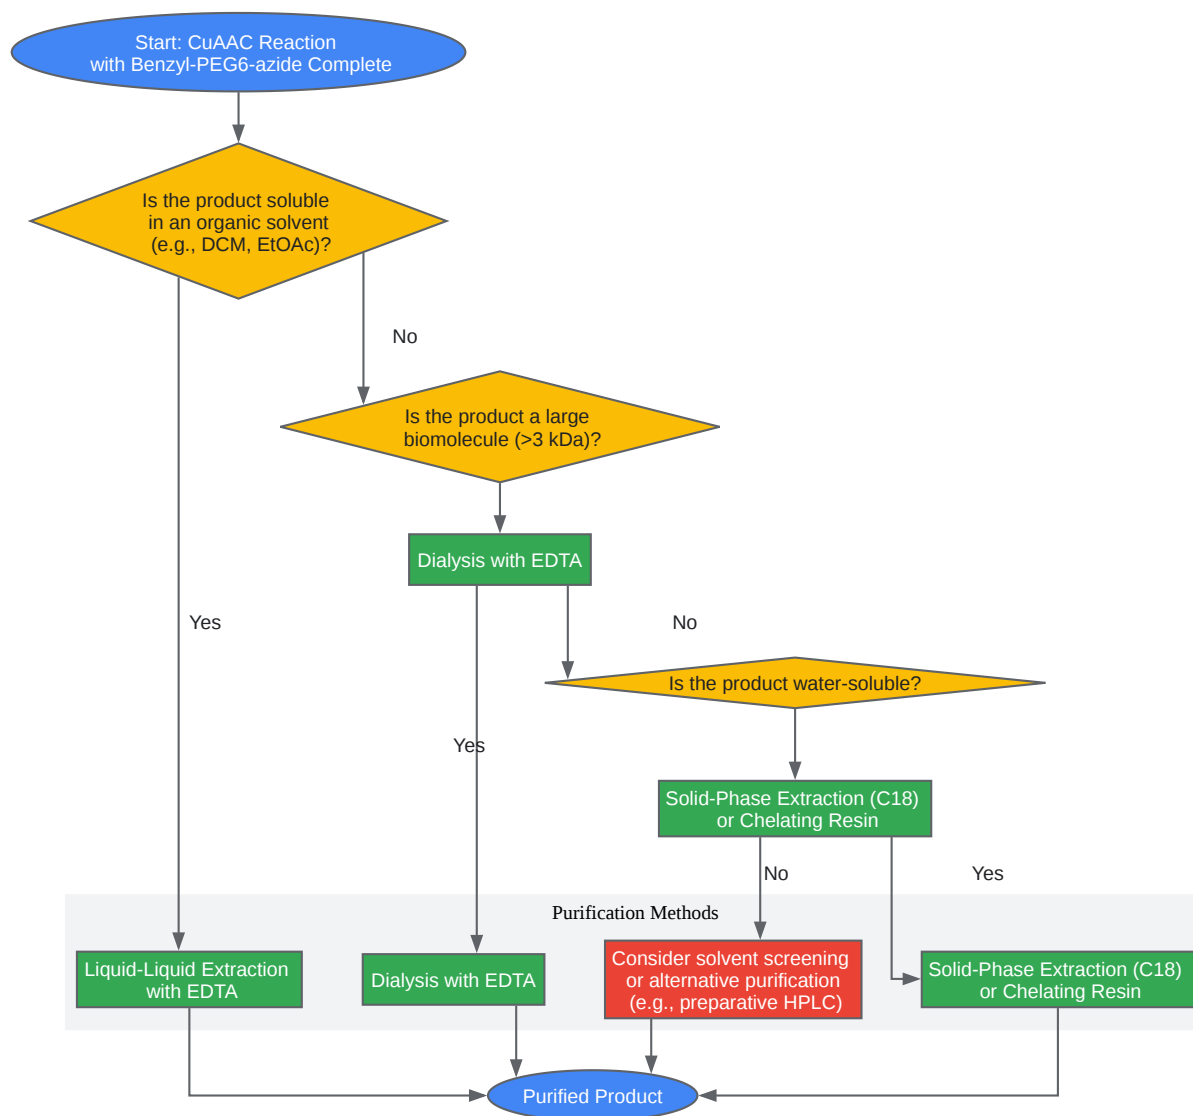 Start: CuAAC Reaction
with Benzyl-PEG6-azide Complete
Is the product soluble
in an organic solvent
(e.g., DCM, EtOAc)?
No
Is the product a large
biomolecule (>3 kDa)?
Dialysis with EDTA
Yes
No
Is the product water-soluble?
Yes
Solid-Phase Extraction (C18)
or Chelating Resin
No
Yes
Purification Methods
Liquid-Liquid Extraction
with EDTA
Dialysis with EDTA
Consider solvent screening
or alternative purification
(e.g., preparative HPLC)
Solid-Phase Extraction (C18)
or Chelating Resin
Purified Product